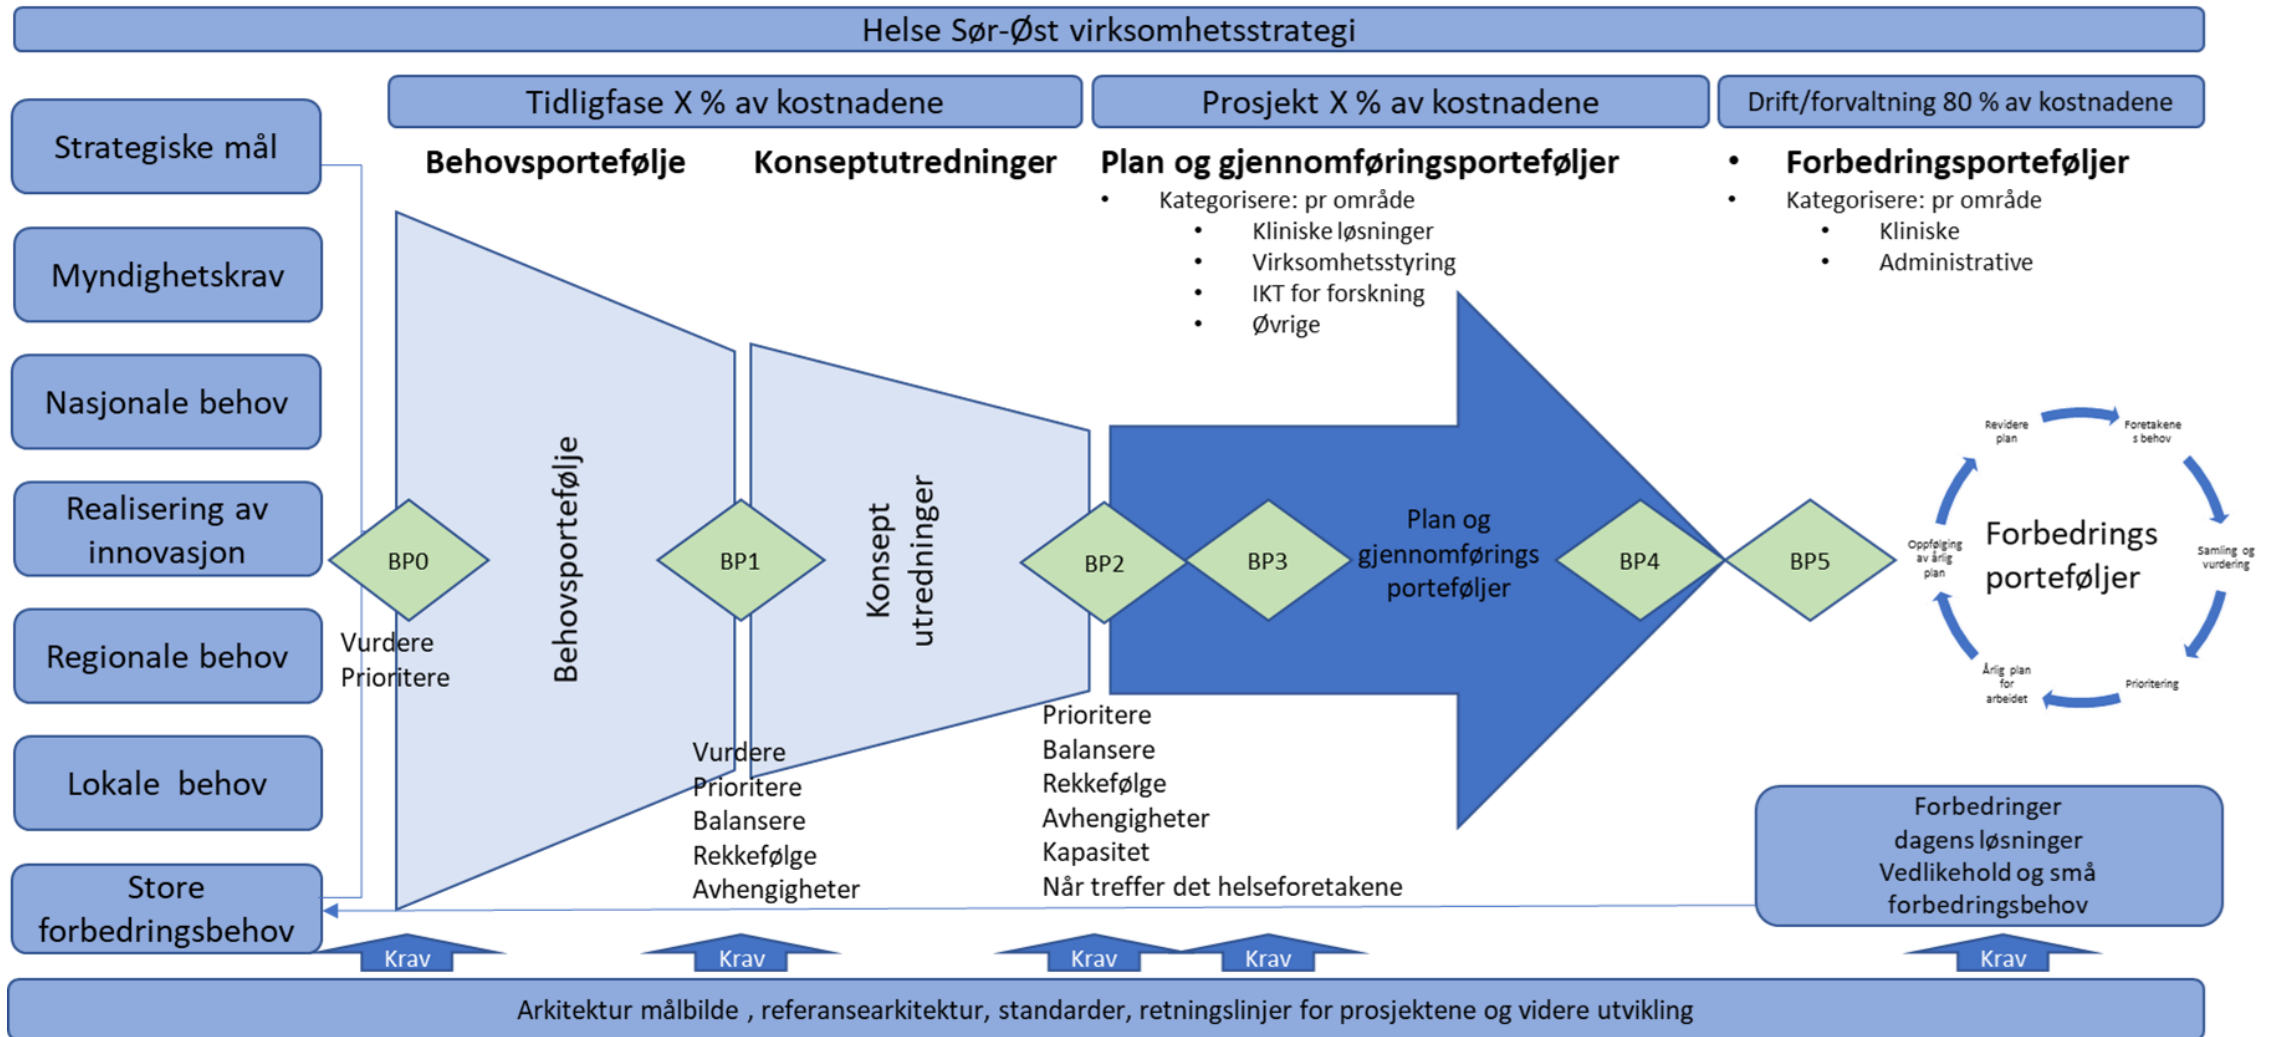 Helse Sør-Øst virksomhetsstrategi
Tidligfase X % av kostnadene
Prosjekt X % av kostnadene
Drift/forvaltning 80 % av kostnadene
Strategiske mål
Myndighetskrav
Nasjonale behov
Realisering av
innovasjon
Regionale behov
Lokale behov
Store
forbedringsbehov
Behovsportefølje
Konseptutredninger
Plan og gjennomføringsporteføljer
• Kategorisere: pr område
• Kliniske løsninger
• Virksomhetsstyring
• IKT for forskning
• Øvrige
• Forbedringsporteføljer
• Kategorisere: pr område
• Kliniske
• Administrative
BP0
Vurdere
Prioritere
Behovsportefølje
BP1
Vurdere
Prioritere
Balansere
Rekkefølge
Avhengigheter
Konsept
utredninger
BP2
Prioritere
Balansere
Rekkefølge
Avhengigheter
Kapasitet
Når treffer det helseforetakene
BP3
Plan og
gjennomførings
porteføljer
BP4
BP5
Forbedrings
porteføljer
Revidere
plan
Foretakene
s behov
Samling og
vurdering
Prioritering
Årlig plan
for
arbeidet
Oppfølging
av årlig
plan
Forbedringer
dagens løsninger
Vedlikehold og små
forbedringsbehov
Krav
Krav
Krav
Krav
Krav
Arkitektur målbilde , referansearkitektur, standarder, retningslinjer for prosjektene og videre utvikling